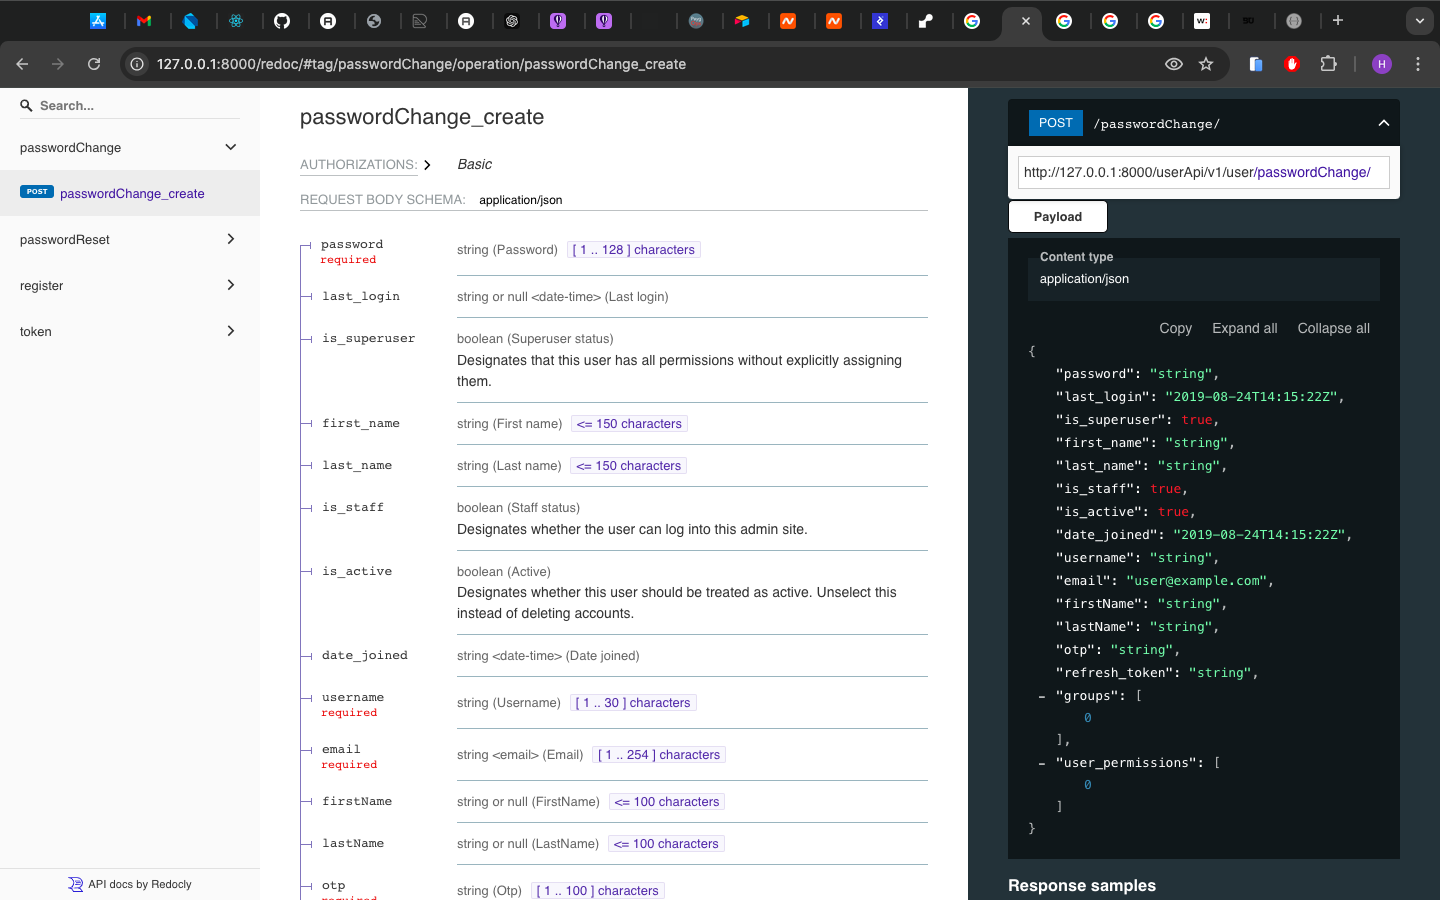 127.0.0.1:8000/redoc/#tag/passwordChange/operation/passwordChange_create
H
Search...
passwordChange
POST passwordChange_create
passwordReset
register
token
API docs by Redocly
passwordChange_create
AUTHORIZATIONS: Basic
REQUEST BODY SCHEMA: application/json
password
required
string (Password) [ 1 .. 128 ] characters
last_login
string or null <date-time> (Last login)
is_superuser
boolean (Superuser status)
Designates that this user has all permissions without explicitly assigning
them.
first_name
string (First name) <= 150 characters
last_name
string (Last name) <= 150 characters
is_staff
boolean (Staff status)
Designates whether the user can log into this admin site.
is_active
boolean (Active)
Designates whether this user should be treated as active. Unselect this
instead of deleting accounts.
date_joined
string <date-time> (Date joined)
username
required
string (Username) [ 1 .. 30 ] characters
email
required
string <email> (Email) [ 1 .. 254 ] characters
firstName
string or null (FirstName) <= 100 characters
lastName
string or null (LastName) <= 100 characters
otp
string (Otp) [ 1 .. 100 ] characters
POST /passwordChange/
http://127.0.0.1:8000/userApi/v1/user/passwordChange/
Payload
Content type
application/json
Copy Expand all Collapse all
{
"password": "string",
"last_login": "2019-08-24T14:15:22Z",
"is_superuser": true,
"first_name": "string",
"last_name": "string",
"is_staff": true,
"is_active": true,
"date_joined": "2019-08-24T14:15:22Z",
"username": "string",
"email": "user@example.com",
"firstName": "string",
"lastName": "string",
"otp": "string",
"refresh_token": "string",
- "groups": [
0
],
- "user_permissions": [
0
]
}
Response samples